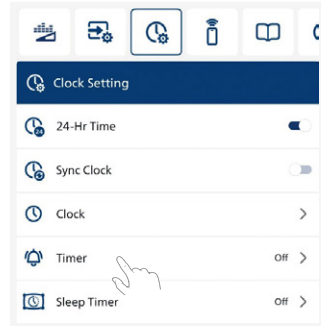 Clock Setting
24-Hr Time
Sync Clock
Clock
Timer Off
Sleep Timer Off